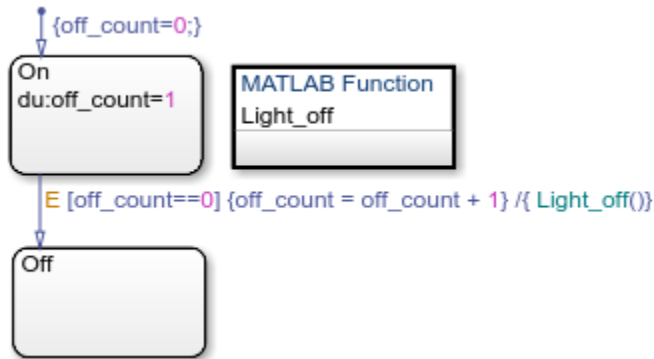 {off_count=0;}
On
du:off_count=1
MATLAB Function
Light_off
E [off_count==0] {off_count = off_count + 1} /{ Light_off()}
Off